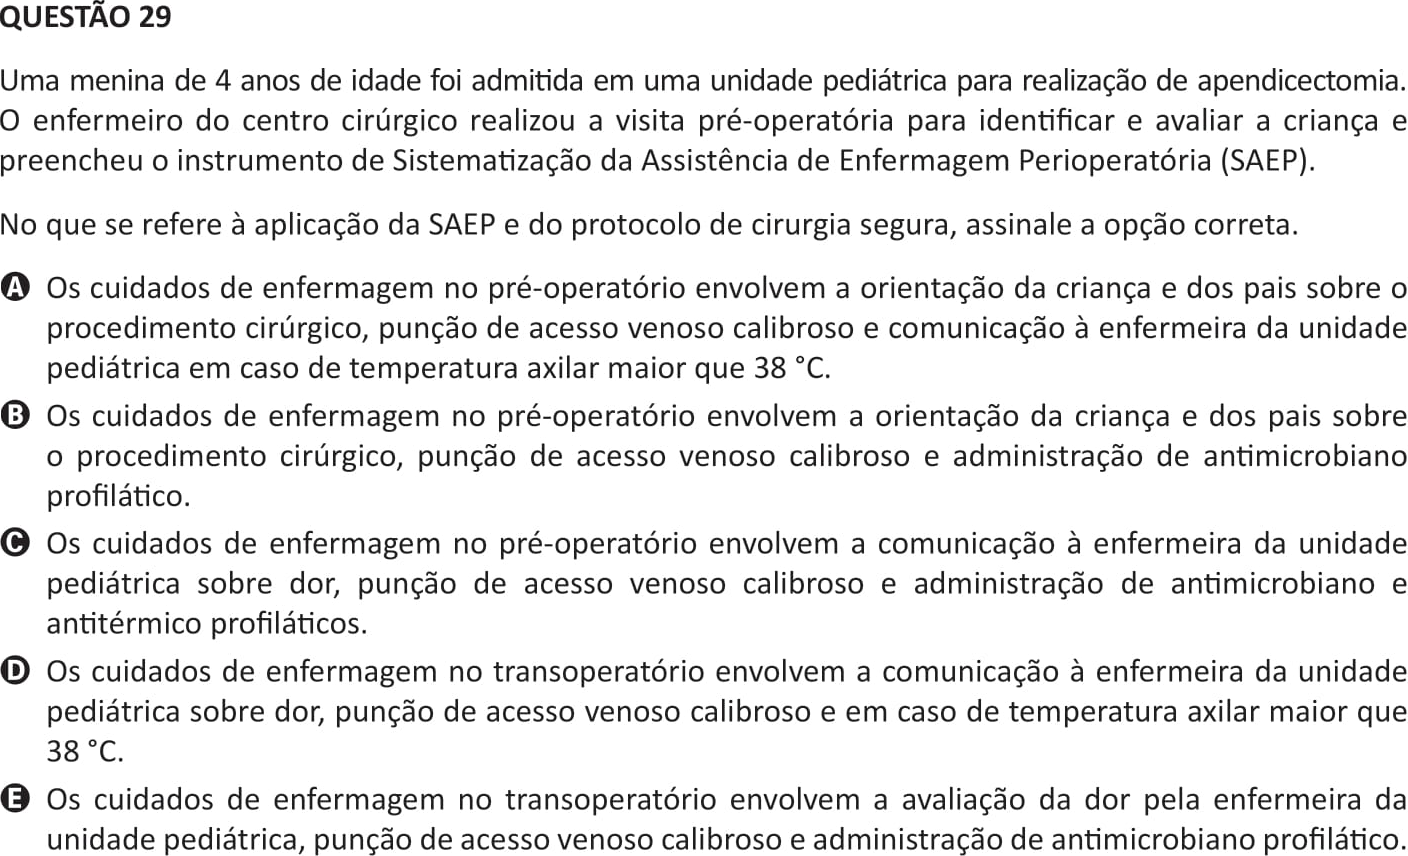 QUESTÃO 29
Uma menina de 4 anos de idade foi admitida em uma unidade pediátrica para realização de apendicectomia.
O enfermeiro do centro cirúrgico realizou a visita pré-operatória para identificar e avaliar a criança e
preencheu o instrumento de Sistematização da Assistência de Enfermagem Perioperatória (SAEP).
No que se refere à aplicação da SAEP e do protocolo de cirurgia segura, assinale a opção correta.
A Os cuidados de enfermagem no pré-operatório envolvem a orientação da criança e dos pais sobre o
procedimento cirúrgico, punção de acesso venoso calibroso e comunicação à enfermeira da unidade
pediátrica em caso de temperatura axilar maior que 38 °C.
B Os cuidados de enfermagem no pré-operatório envolvem a orientação da criança e dos pais sobre
o procedimento cirúrgico, punção de acesso venoso calibroso e administração de antimicrobiano
profilático.
C Os cuidados de enfermagem no pré-operatório envolvem a comunicação à enfermeira da unidade
pediátrica sobre dor, punção de acesso venoso calibroso e administração de antimicrobiano e
antitérmico profiláticos.
D Os cuidados de enfermagem no transoperatório envolvem a comunicação à enfermeira da unidade
pediátrica sobre dor, punção de acesso venoso calibroso e em caso de temperatura axilar maior que
38 °C.
E Os cuidados de enfermagem no transoperatório envolvem a avaliação da dor pela enfermeira da
unidade pediátrica, punção de acesso venoso calibroso e administração de antimicrobiano profilático.